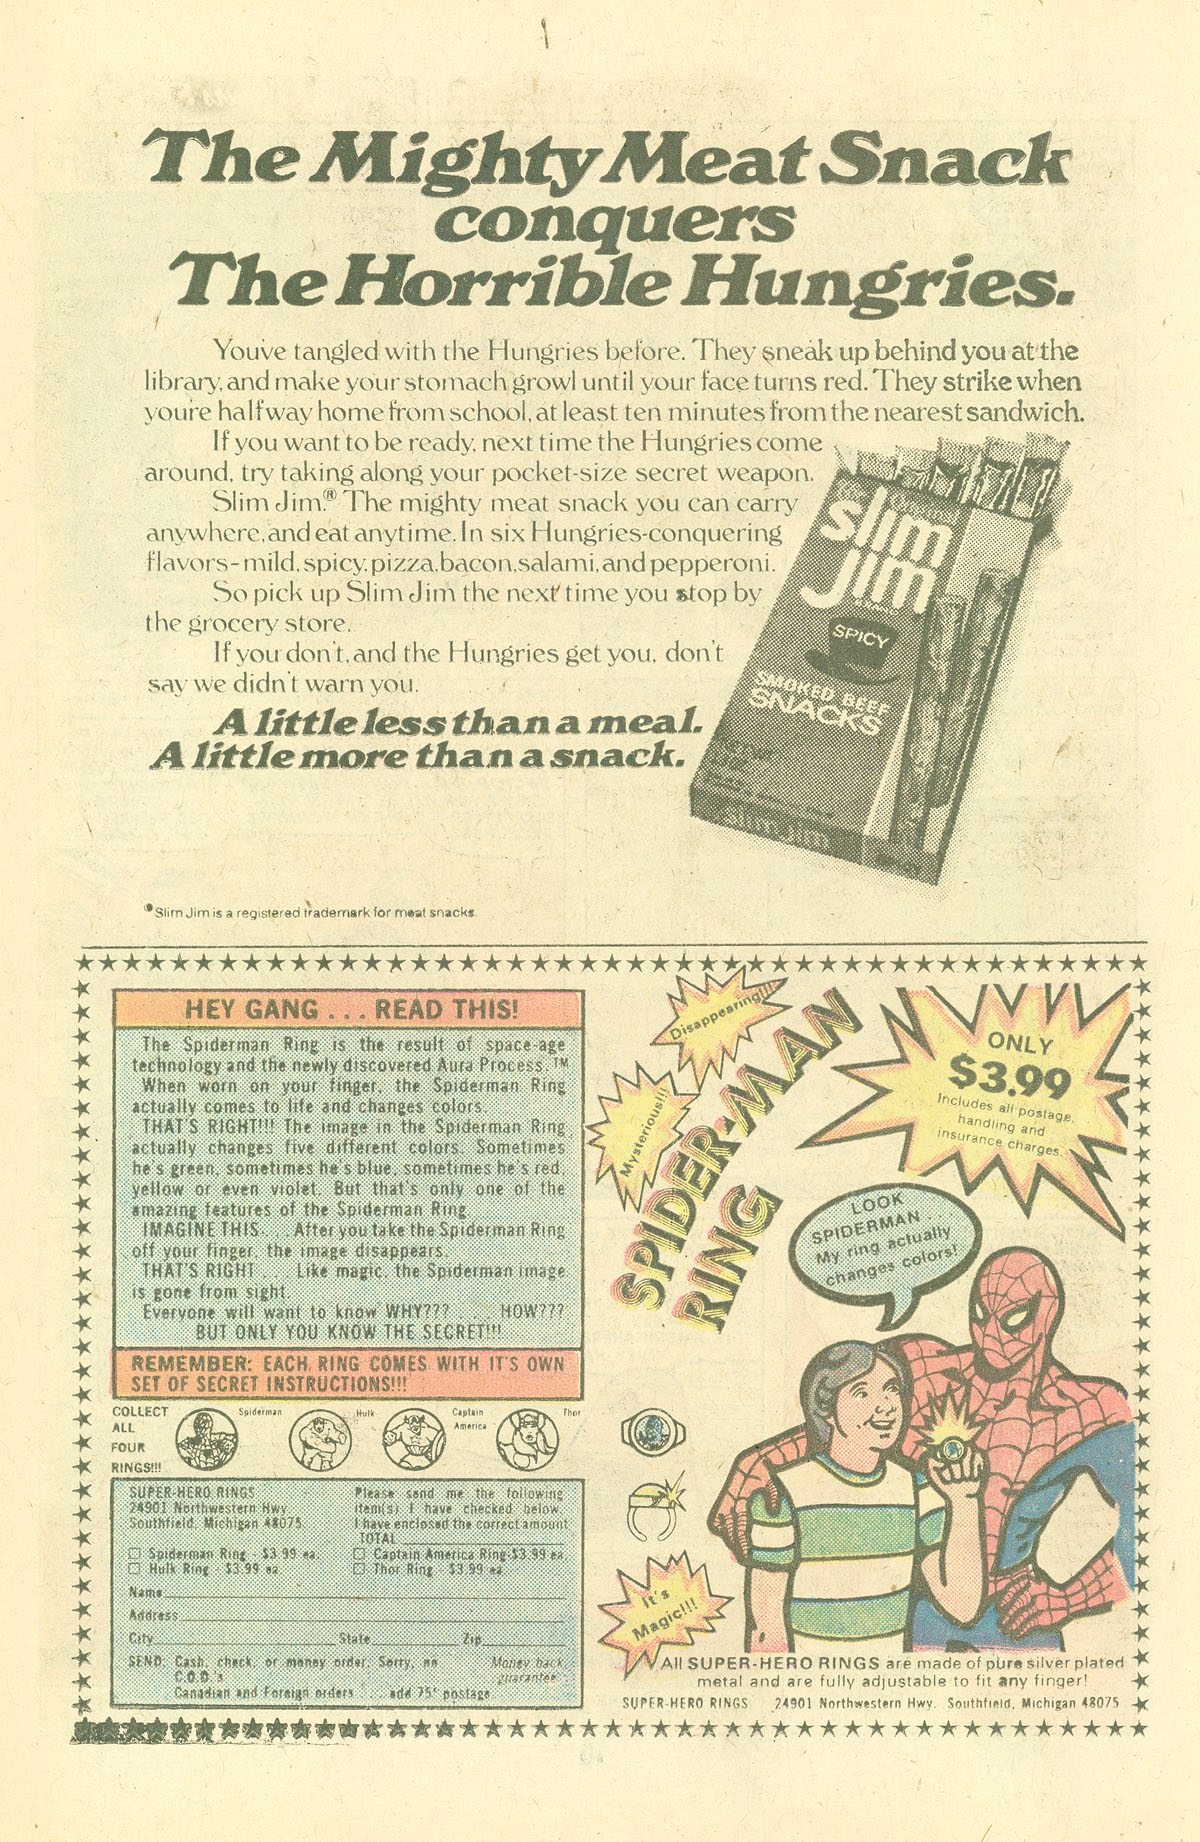 The Mighty Meat Snack
conquers
The Horrible Hungries.
You've tangled with the Hungries before. They sneak up behind you at the
library, and make your stomach growl until your face turns red. They strike when
you're halfway home from school, at least ten minutes from the nearest sandwich.
If you want to be ready, next time the Hungries come
around, try taking along your pocket-size secret weapon.
Slim Jim.® The mighty meat snack you can carry
anywhere, and eat anytime. In six Hungries-conquering
flavors-mild, spicy, pizza, bacon, salami, and pepperoni.
So pick up Slim Jim the next time you stop by
the grocery store.
If you don't, and the Hungries get you, don't
say we didn't warn you.
A little less than a meal.
A little more than a snack.
slim
jim
SPICY
SMOKED BEEF
SNACKS
slim jim
®Slim Jim is a registered trademark for meat snacks.
HEY GANG . . . READ THIS!
The Spiderman Ring is the result of space-age
technology and the newly discovered Aura Process. ™
When worn on your finger, the Spiderman Ring
actually comes to life and changes colors.
THAT'S RIGHT!!! The image in the Spiderman Ring
actually changes five different colors. Sometimes
he's green, sometimes he's blue, sometimes he's red,
yellow or even violet. But that's only one of the
amazing features of the Spiderman Ring
IMAGINE THIS. . . After you take the Spiderman Ring
off your finger, the image disappears.
THAT'S RIGHT . . . Like magic, the Spiderman image
is gone from sight.
Everyone will want to know WHY??? HOW???
BUT ONLY YOU KNOW THE SECRET!!!
REMEMBER: EACH RING COMES WITH IT'S OWN
SET OF SECRET INSTRUCTIONS!!!
Disappearing!!!
Mysterious!!!
SPIDER-MAN
RING
ONLY
$3.99
Includes all postage,
handling and
insurance charges.
LOOK
SPIDERMAN . . .
My ring actually
changes colors!
COLLECT
ALL
FOUR
RINGS!!!
Spiderman
Hulk
Captain
America
Thor
SUPER-HERO RINGS
24901 Northwestern Hwy
Southfield, Michigan 48075
Please send me the following
item(s) I have checked below.
I have enclosed the correct amount
TOTAL
Spiderman Ring - $3.99 ea.
Hulk Ring - $3.99 ea.
Captain America Ring-$3.99 ea.
Thor Ring - $3.99 ea.
Name
Address
City State Zip
SEND: Cash, check, or money order. Sorry, no
C.O.D.'s
Money back
guarantee
Canadian and Foreign orders . . . add 75¢ postage
It's
Magic!!!
All SUPER-HERO RINGS are made of pure silver plated
metal and are fully adjustable to fit any finger!
SUPER-HERO RINGS 24901 Northwestern Hwy. Southfield, Michigan 48075